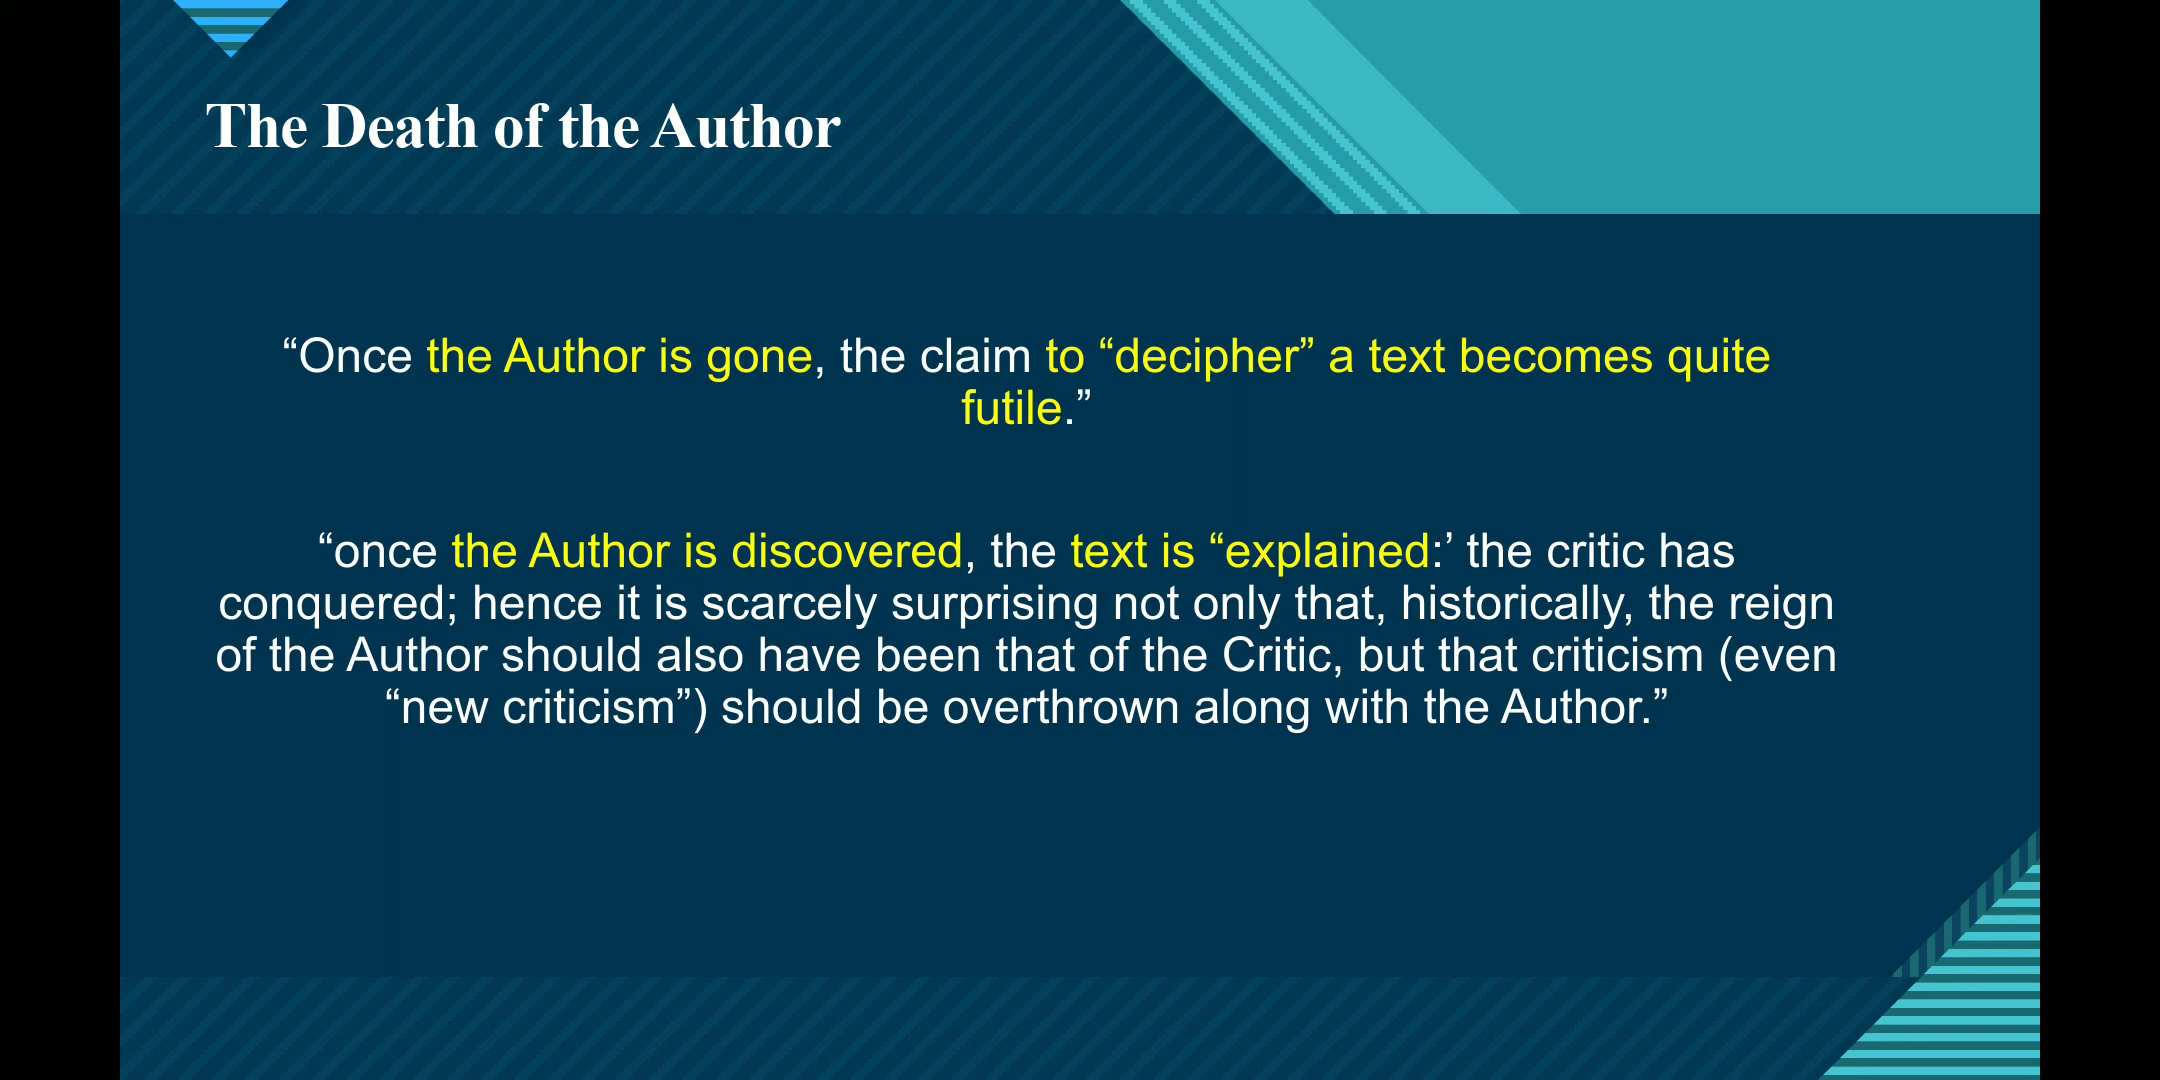 The Death of the Author
“Once the Author is gone, the claim to “decipher” a text becomes quite
futile.”
“once the Author is discovered, the text is “explained:’ the critic has
conquered; hence it is scarcely surprising not only that, historically, the reign
of the Author should also have been that of the Critic, but that criticism (even
“new criticism”) should be overthrown along with the Author.”